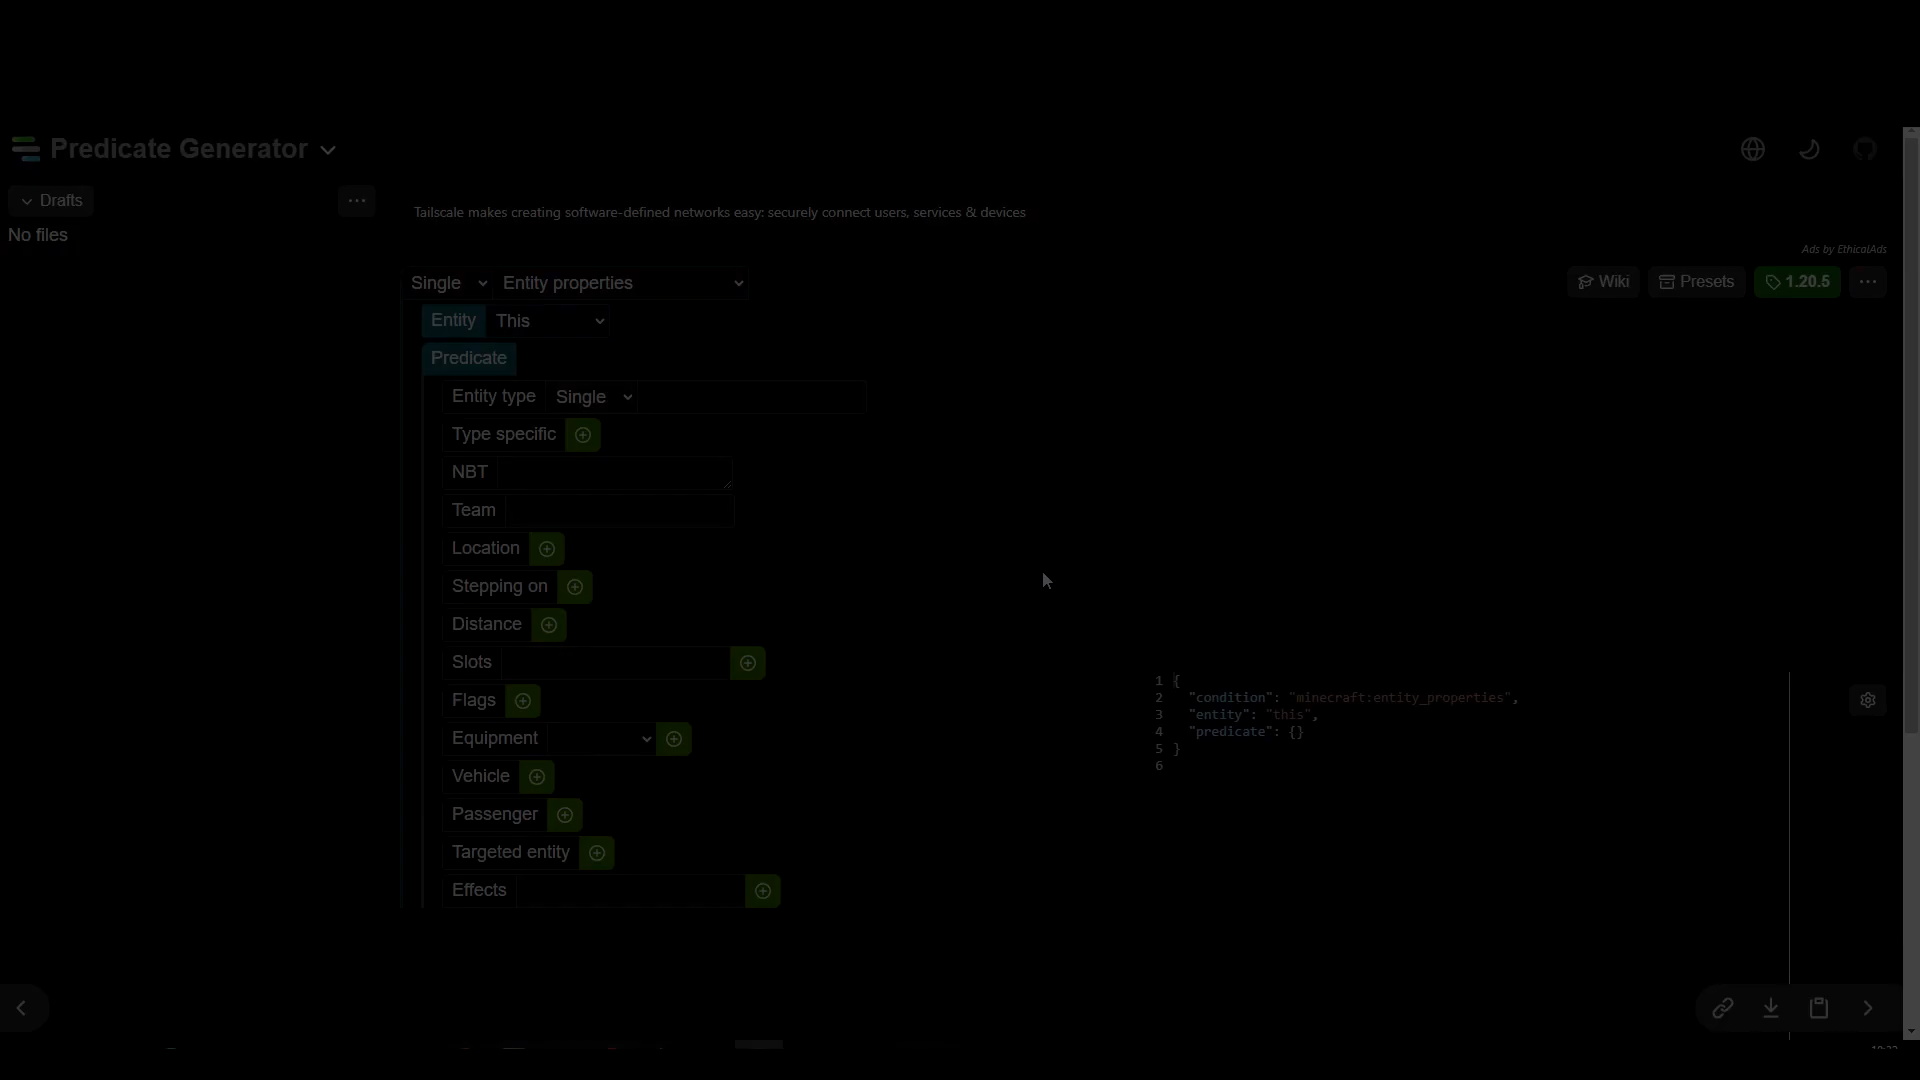 Predicate Generator
Drafts
No files
Tailscale makes creating software-defined networks easy: securely connect users, services & devices
Ads by EthicalAds
Single Entity properties
Wiki Presets 1.20.5
Entity This
Predicate
Entity type Single
Type specific
NBT
Team
Location
Stepping on
Distance
Slots
Flags
Equipment
Vehicle
Passenger
Targeted entity
Effects
1 {
2 "condition": "minecraft:entity_properties",
3 "entity": "this",
4 "predicate": {}
5 }
6